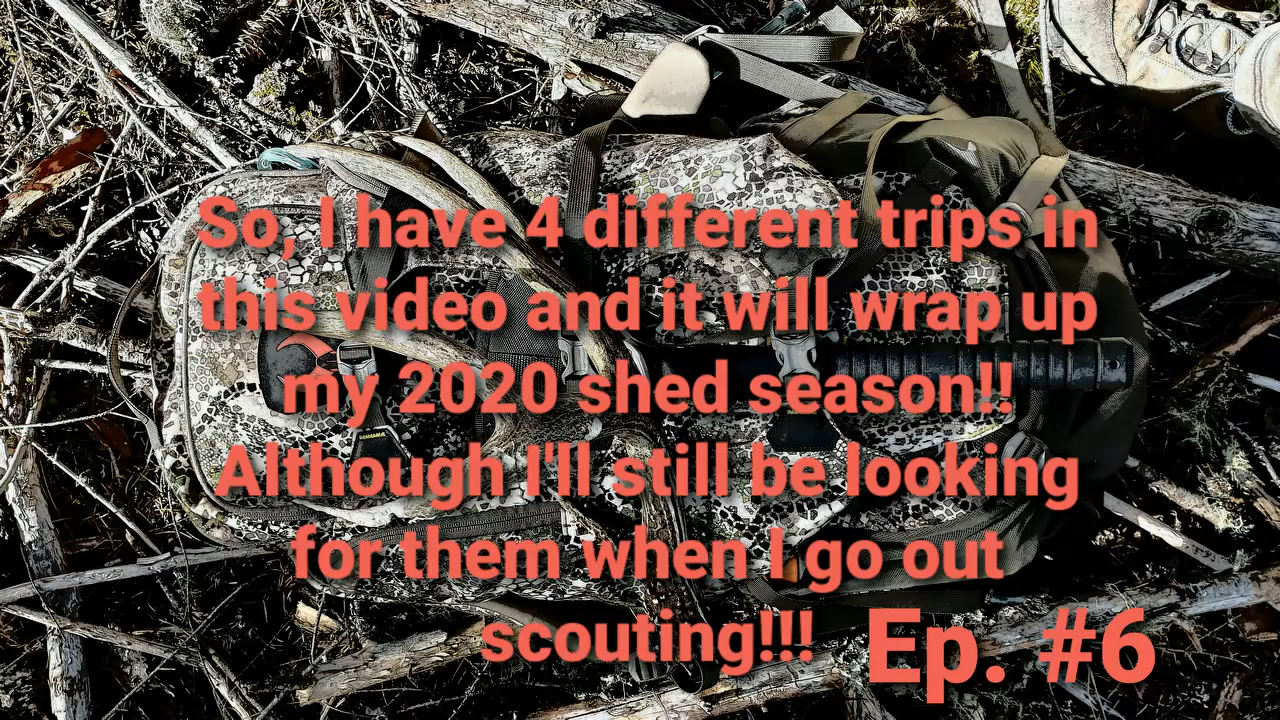 So, I have 4 different trips in
this video and it will wrap up
my 2020 shed season!!
Although I'll still be looking
for them when I go out
scouting!!!
Ep. #6